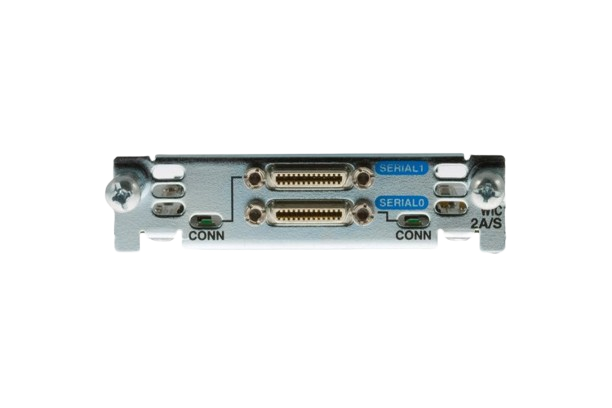 SERIAL1
SERIAL0
CONN
CONN
WIC
2A/S